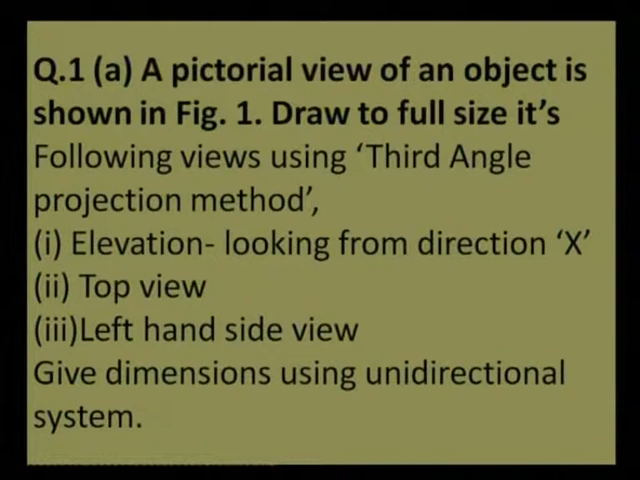 Q.1 (a) A pictorial view of an object is
shown in Fig. 1. Draw to full size it’s
Following views using ‘Third Angle
projection method’,
(i) Elevation- looking from direction ‘X’
(ii) Top view
(iii)Left hand side view
Give dimensions using unidirectional
system.